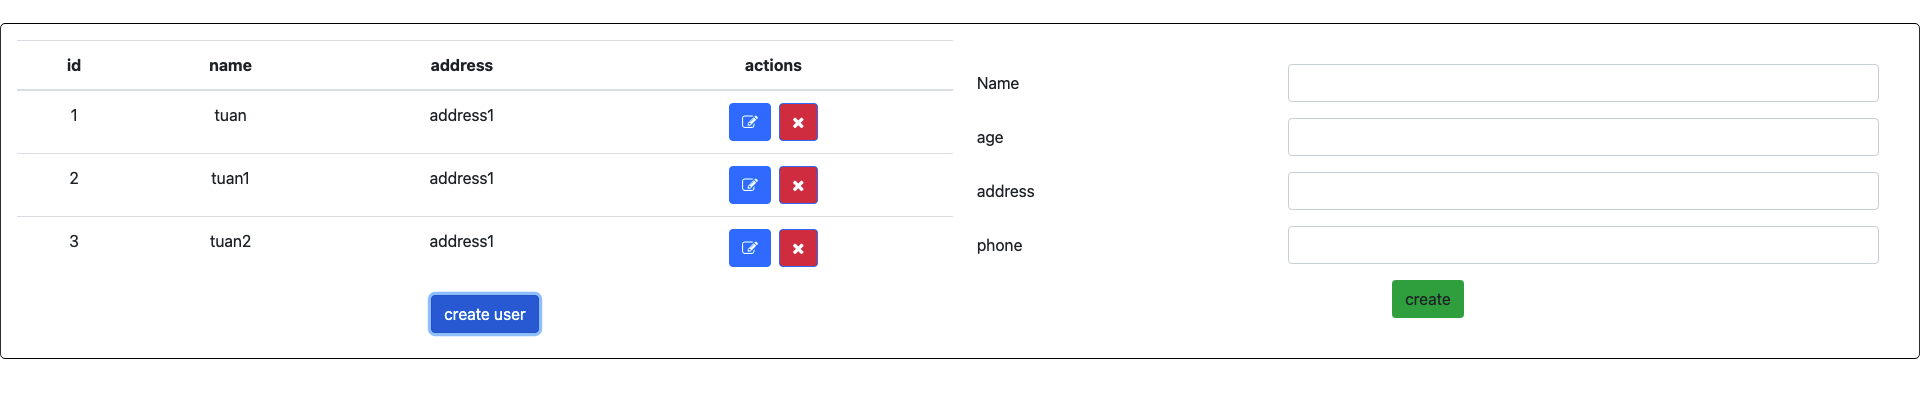 id name address actions
1 tuan address1
2 tuan1 address1
3 tuan2 address1
create user
Name
age
address
phone
create